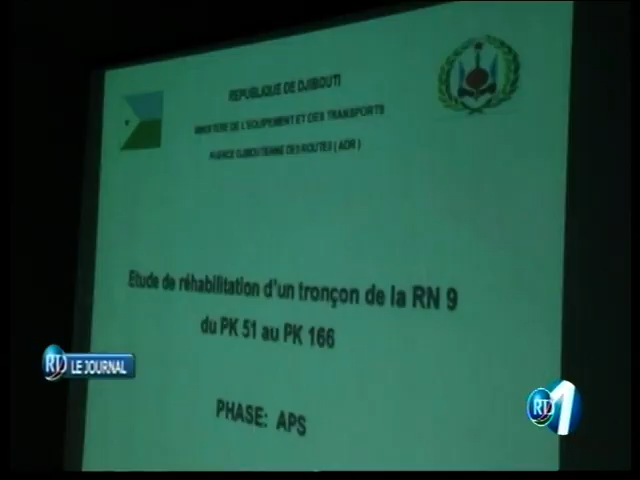 REPUBLIQUE DE DJIBOUTI
MINISTERE DE L'EQUIPEMENT ET DES TRANSPORTS
AGENCE DJIBOUTIENNE DES ROUTES ( ADR )
Etude de réhabilitation d'un tronçon de la RN 9
du PK 51 au PK 166
PHASE: APS
RTD LE JOURNAL
RTD 1